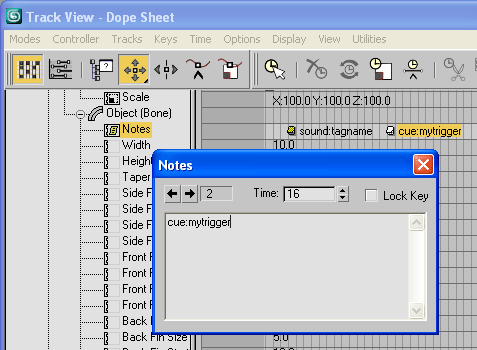 Track View - Dope Sheet
Modes Controller Tracks Keys Time Options Display View Utilities
Scale
X:100.0 Y:100.0 Z:100.0
Object (Bone)
Notes
sound:tagname cue:mytrigger
Width
10.0
Height
Taper
Side F
Side F
Side F
Side F
Front F
Front F
Front F
Back F
Back Fin Size
5.0
Notes
2
Time: 16
Lock Key
cue:mytrigger